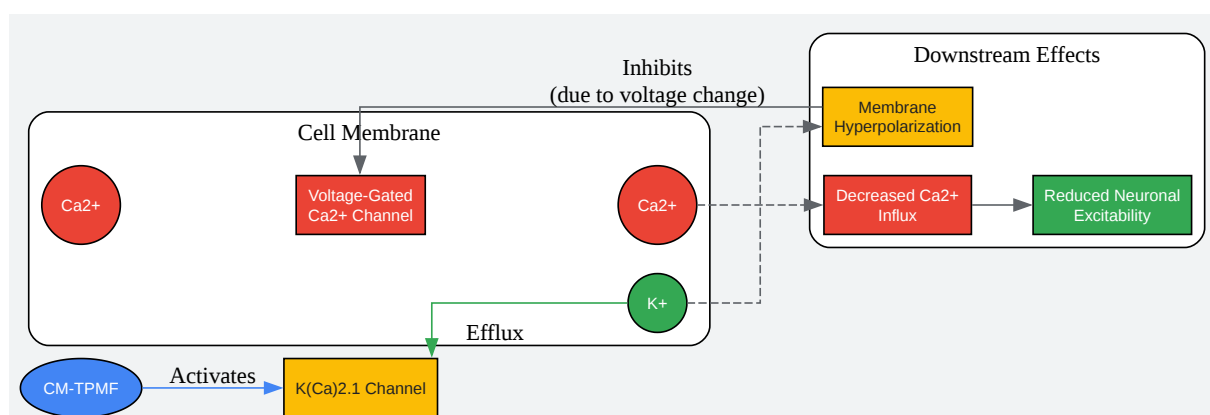 Downstream Effects
Inhibits
(due to voltage change)
Membrane
Hyperpolarization
Cell Membrane
Ca2+
Voltage-Gated
Ca2+ Channel
Ca2+
Decreased Ca2+
Influx
Reduced Neuronal
Excitability
K+
Efflux
CM-TPMF
Activates
K(Ca)2.1 Channel